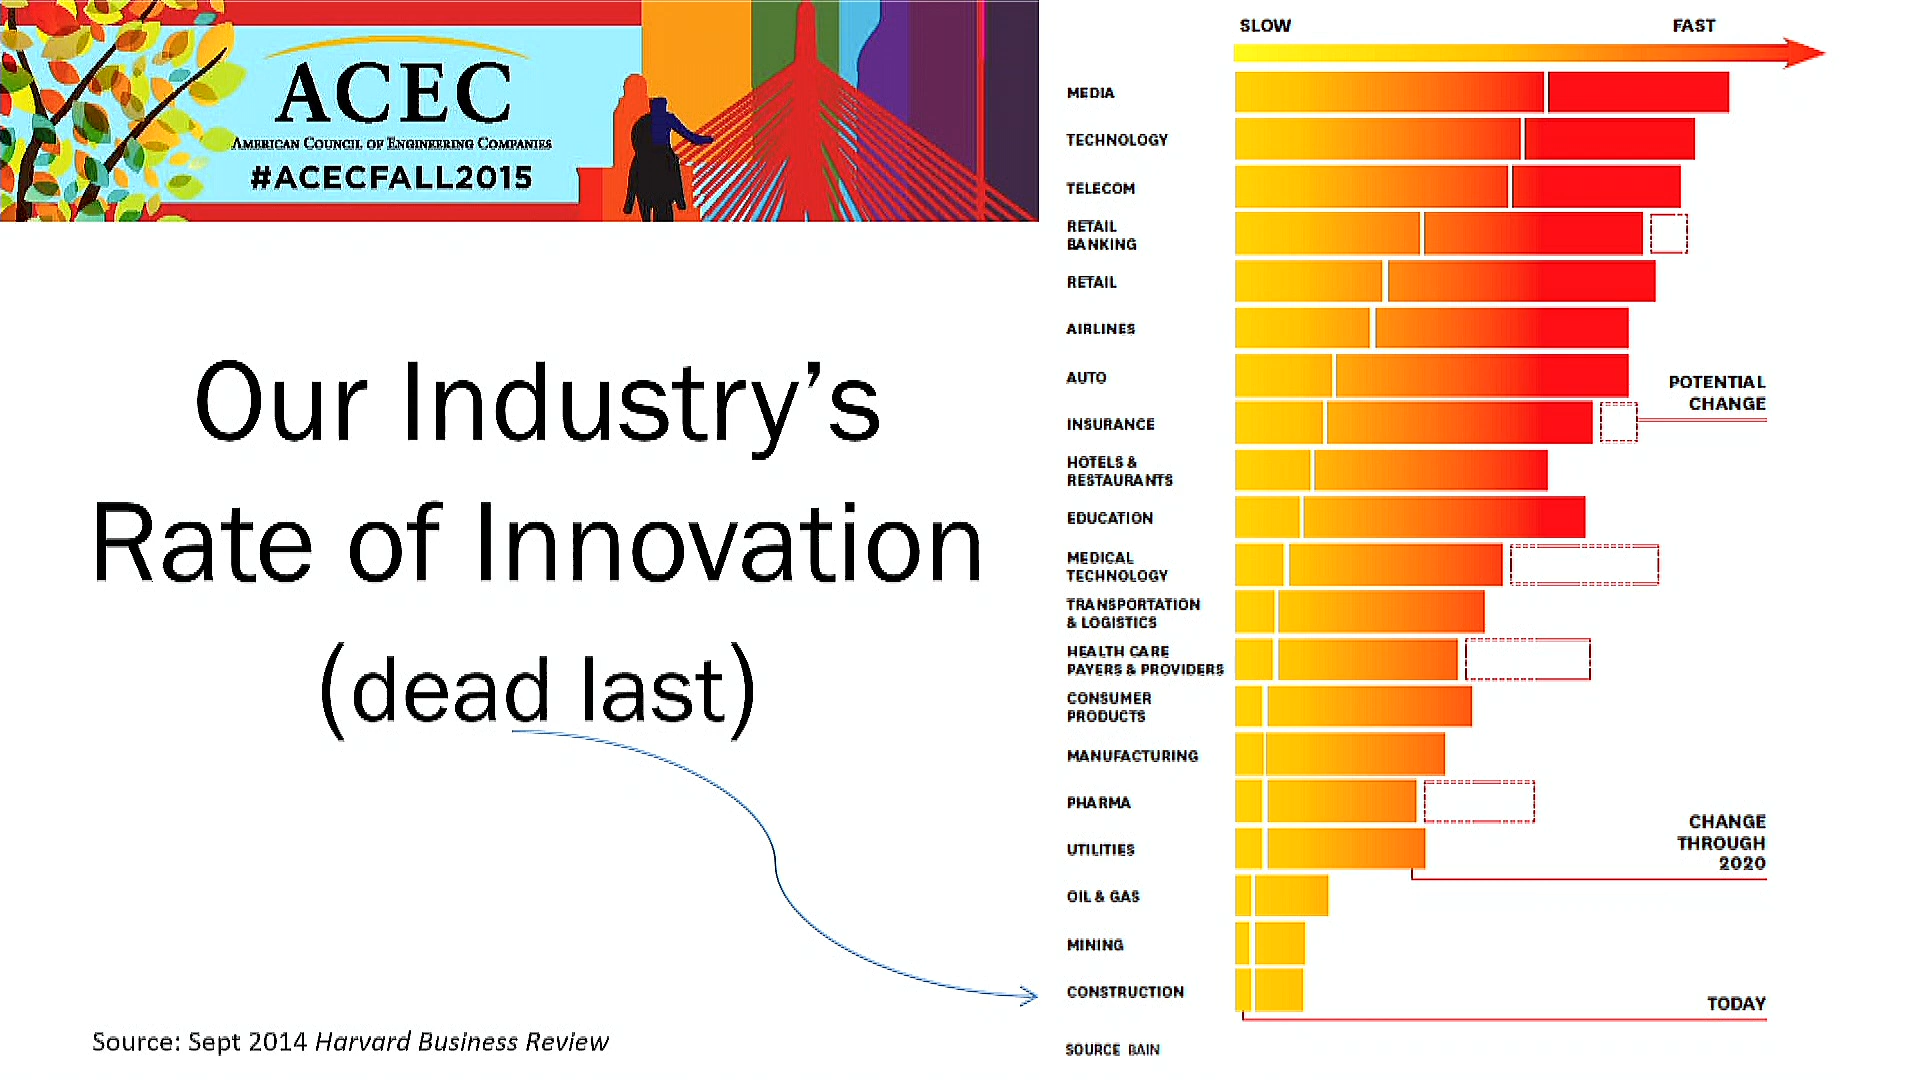 ACEC
AMERICAN COUNCIL OF ENGINEERING COMPANIES
#ACECFALL2015
Our Industry's
Rate of Innovation
(dead last)
Source: Sept 2014 Harvard Business Review
SLOW
FAST
MEDIA
TECHNOLOGY
TELECOM
RETAIL
BANKING
RETAIL
AIRLINES
AUTO
POTENTIAL
CHANGE
INSURANCE
HOTELS &
RESTAURANTS
EDUCATION
MEDICAL
TECHNOLOGY
TRANSPORTATION
& LOGISTICS
HEALTH CARE
PAYERS & PROVIDERS
CONSUMER
PRODUCTS
MANUFACTURING
PHARMA
CHANGE
THROUGH
2020
UTILITIES
OIL & GAS
MINING
CONSTRUCTION
TODAY
SOURCE BAIN